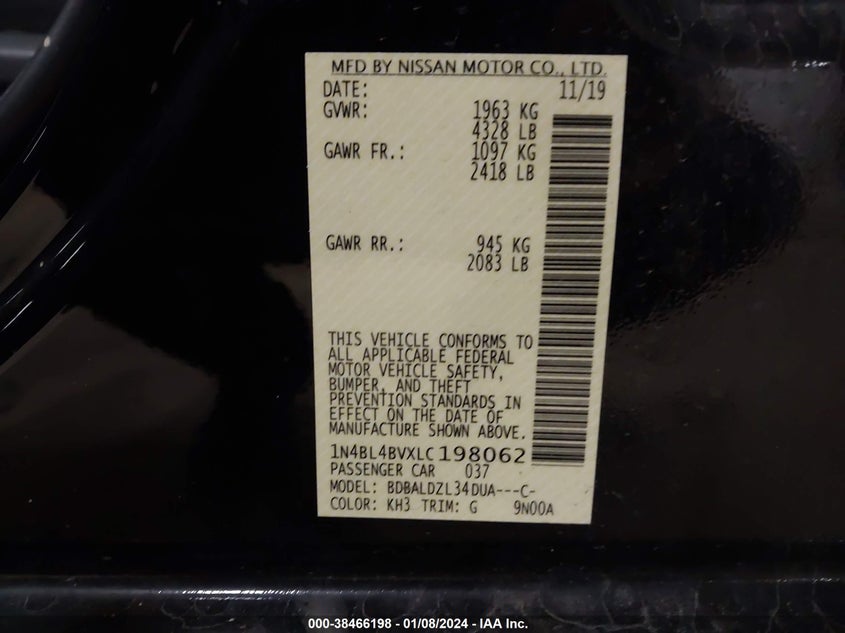 MFD BY NISSAN MOTOR CO., LTD.
DATE: 11/19
GVWR: 1963 KG
4328 LB
GAWR FR.: 1097 KG
2418 LB
GAWR RR.: 945 KG
2083 LB
THIS VEHICLE CONFORMS TO
ALL APPLICABLE FEDERAL
MOTOR VEHICLE SAFETY,
BUMPER, AND THEFT
PREVENTION STANDARDS IN
EFFECT ON THE DATE OF
MANUFACTURE SHOWN ABOVE.
1N4BL4BVXLC198062
PASSENGER CAR 037
MODEL: BDBALDZL34DUA---C-
COLOR: KH3 TRIM: G 9N00A
000-38466198 - 01/08/2024 - IAA Inc.